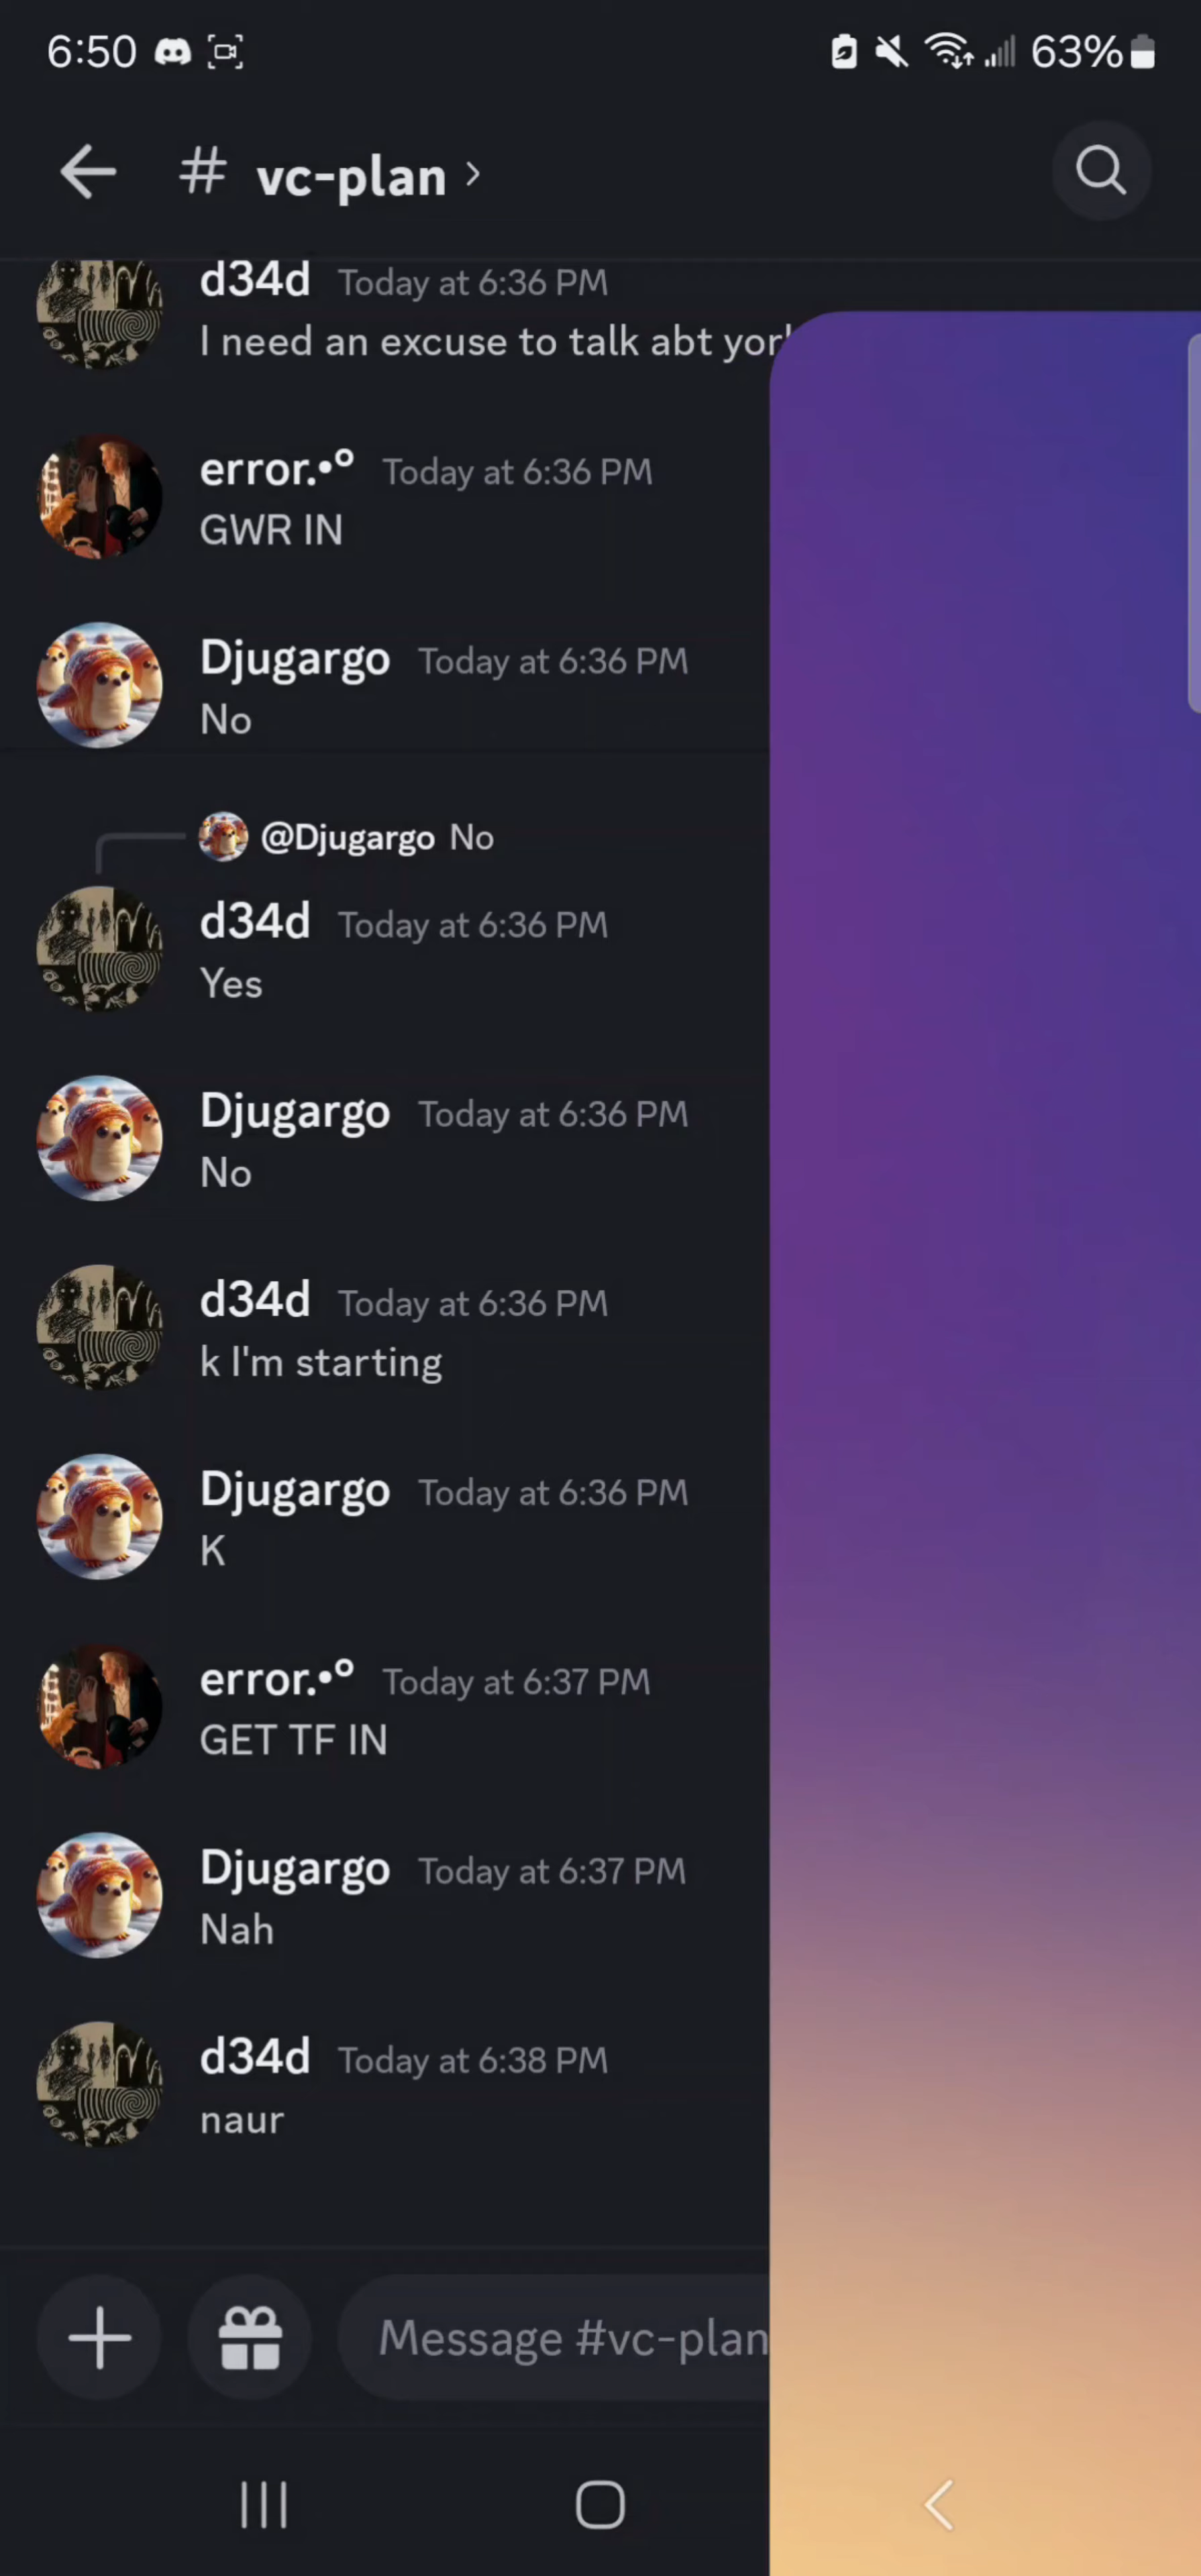 6:50 63%
# vc-plan
d34d Today at 6:36 PM
I need an excuse to talk abt
error.•° Today at 6:36 PM
GWR IN
Djugargo Today at 6:36 PM
No
@Djugargo No
d34d Today at 6:36 PM
Yes
Djugargo Today at 6:36 PM
No
d34d Today at 6:36 PM
k I'm starting
Djugargo Today at 6:36 PM
K
error.•° Today at 6:37 PM
GET TF IN
Djugargo Today at 6:37 PM
Nah
d34d Today at 6:38 PM
naur
Message #vc-plan